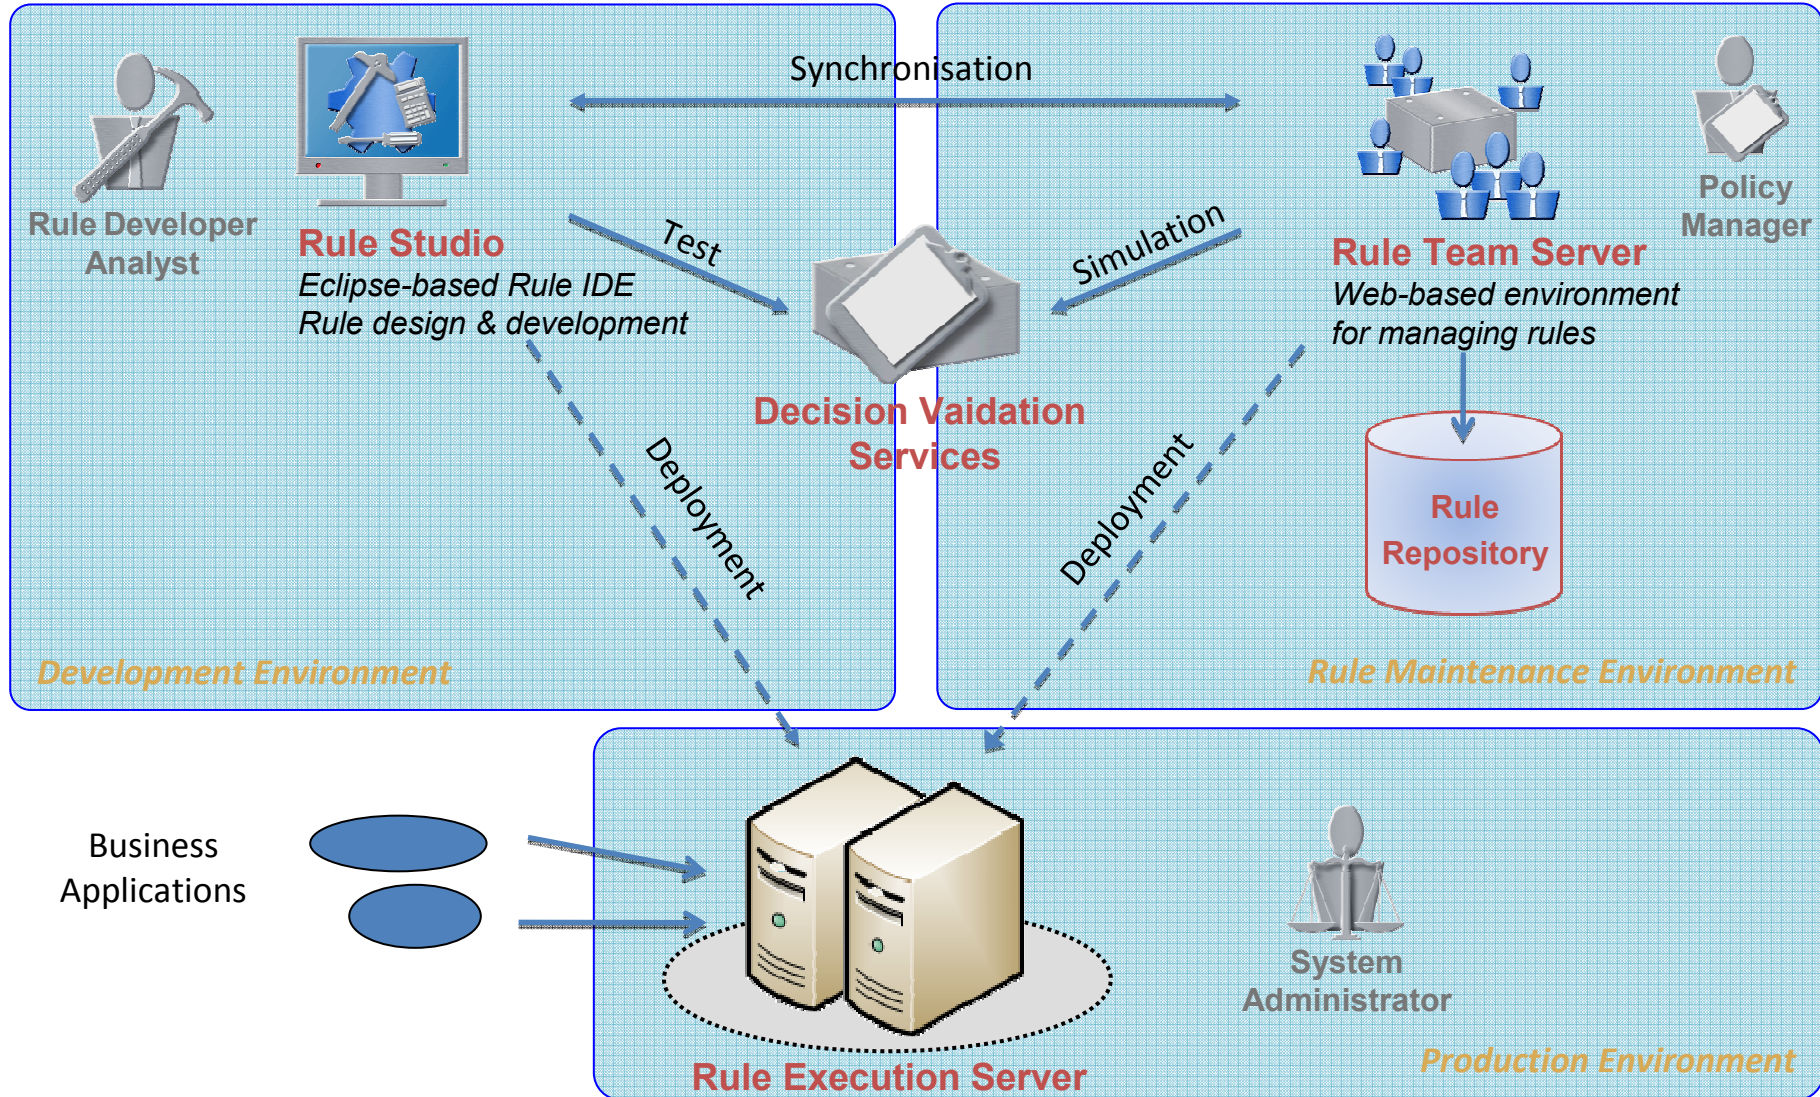 Synchronisation
Rule Developer
Analyst
Rule Studio
Eclipse-based Rule IDE
Rule design & development
Test
Simulation
Rule Team Server
Web-based environment
for managing rules
Policy
Manager
Decision Vaidation
Services
Deployment
Deployment
Rule
Repository
Development Environment
Rule Maintenance Environment
Business
Applications
System
Administrator
Rule Execution Server
Production Environment